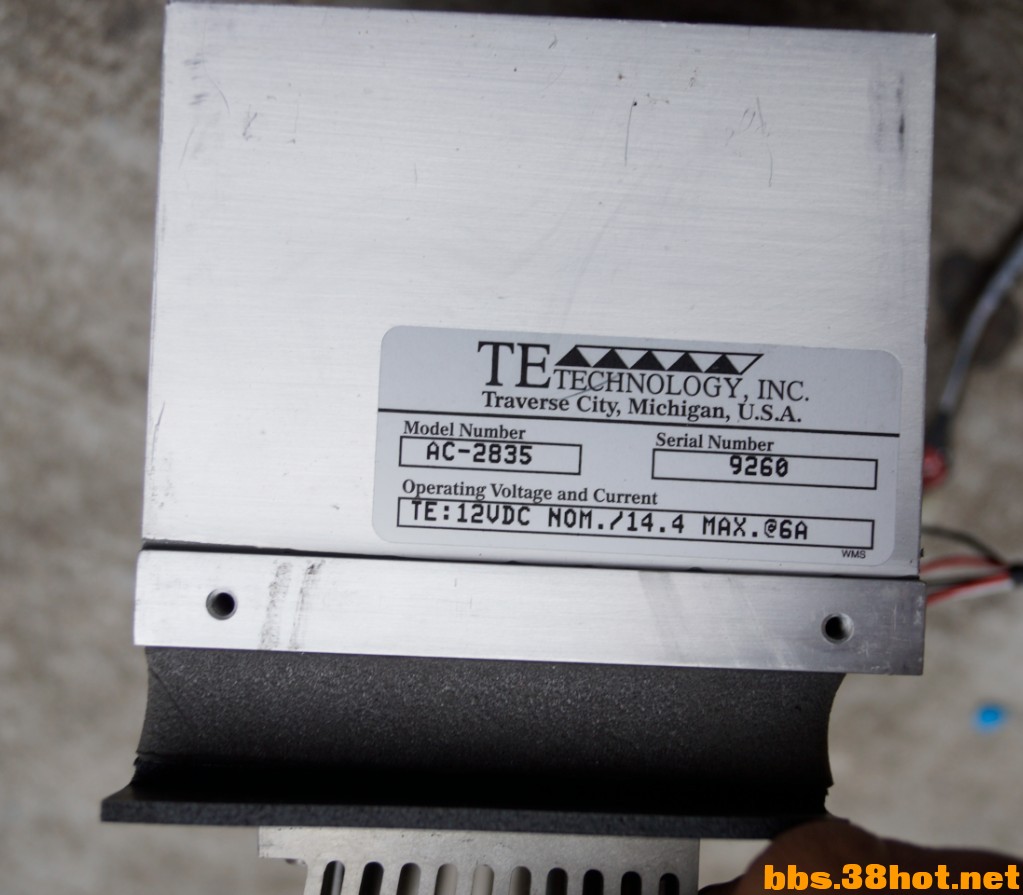 TE TECHNOLOGY, INC.
Traverse City, Michigan, U.S.A.
Model Number
AC-2835
Serial Number
9260
Operating Voltage and Current
TE:12VDC NOM./14.4 MAX.@6A
WMS
bbs.38hot.net